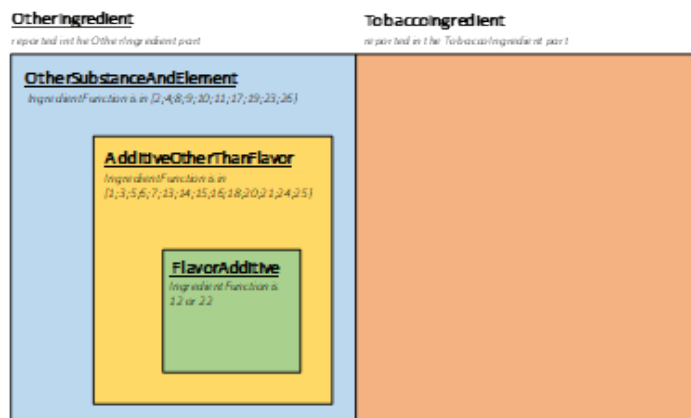 OtherIngredient
reported in the OtherIngredient part
TobaccoIngredient
reported in the TobaccoIngredient part
OtherSubstanceAndElement
IngredientFunction is in {2;4;8;9;10;11;17;19;23;26}
AdditiveOtherThanFlavor
IngredientFunction is in
{1;3;5;6;7;13;14;15;16;18;20;21;24;25}
FlavorAdditive
IngredientFunction is
12 or 22